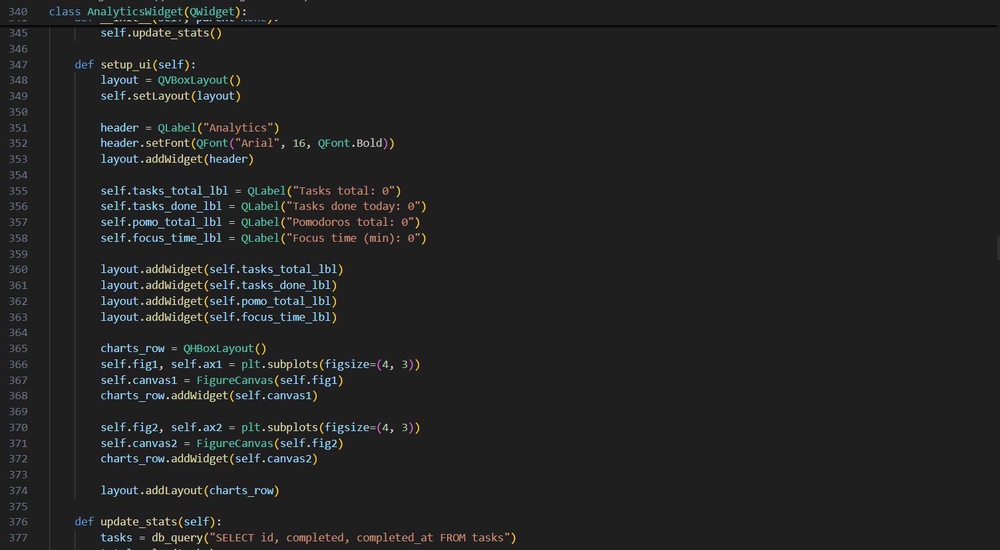 340 class AnalyticsWidget(QWidget):
345 self.update_stats()
346
347 def setup_ui(self):
348 layout = QVBoxLayout()
349 self.setLayout(layout)
350
351 header = QLabel("Analytics")
352 header.setFont(QFont("Arial", 16, QFont.Bold))
353 layout.addWidget(header)
354
355 self.tasks_total_lbl = QLabel("Tasks total: 0")
356 self.tasks_done_lbl = QLabel("Tasks done today: 0")
357 self.pomo_total_lbl = QLabel("Pomodoros total: 0")
358 self.focus_time_lbl = QLabel("Focus time (min): 0")
359
360 layout.addWidget(self.tasks_total_lbl)
361 layout.addWidget(self.tasks_done_lbl)
362 layout.addWidget(self.pomo_total_lbl)
363 layout.addWidget(self.focus_time_lbl)
364
365 charts_row = QHBoxLayout()
366 self.fig1, self.ax1 = plt.subplots(figsize=(4, 3))
367 self.canvas1 = FigureCanvas(self.fig1)
368 charts_row.addWidget(self.canvas1)
369
370 self.fig2, self.ax2 = plt.subplots(figsize=(4, 3))
371 self.canvas2 = FigureCanvas(self.fig2)
372 charts_row.addWidget(self.canvas2)
373
374 layout.addLayout(charts_row)
375
376 def update_stats(self):
377 tasks = db_query("SELECT id, completed, completed_at FROM tasks")